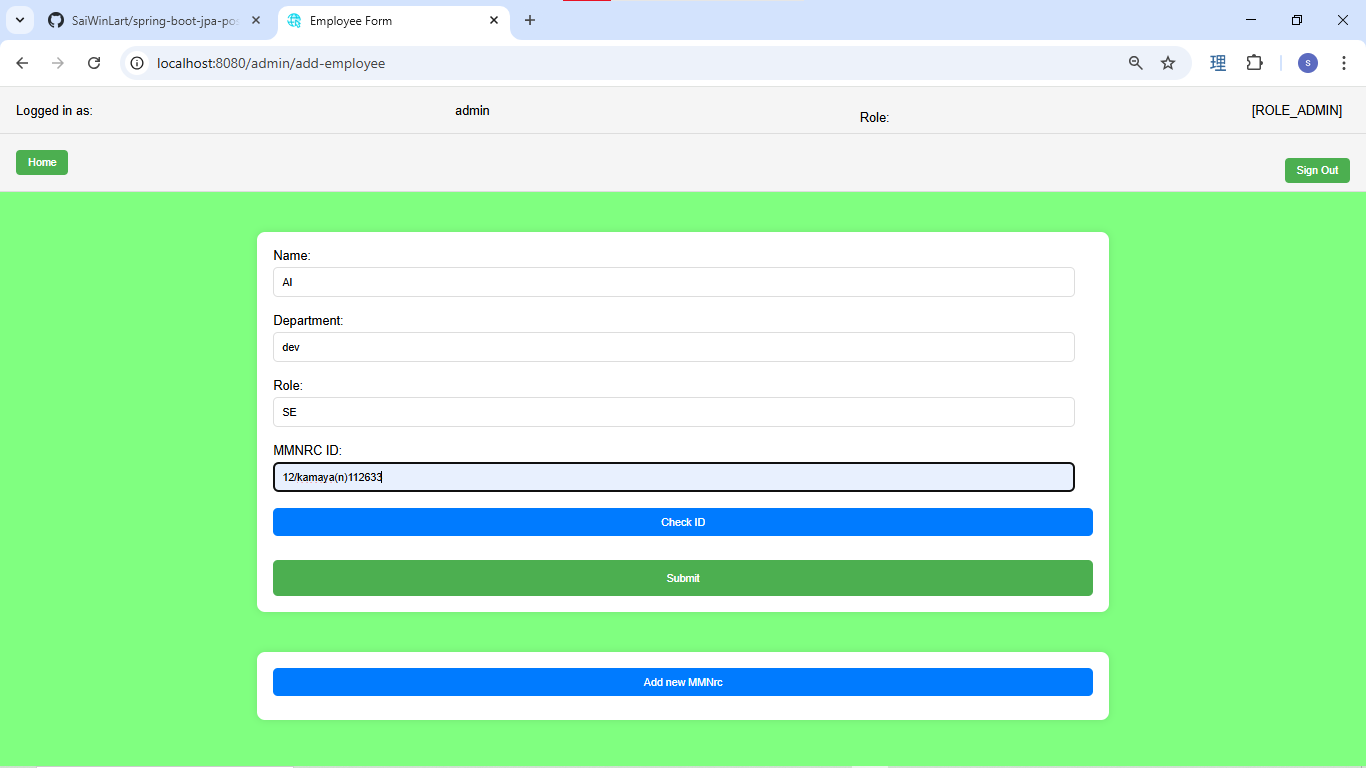 SaiWinLart/spring-boot-jpa-pos
Employee Form
localhost:8080/admin/add-employee
理
s
Logged in as:
admin
Role:
[ROLE_ADMIN]
Home
Sign Out
Name:
AI
Department:
dev
Role:
SE
MMNRC ID:
12/kamaya(n)112633
Check ID
Submit
Add new MMNrc